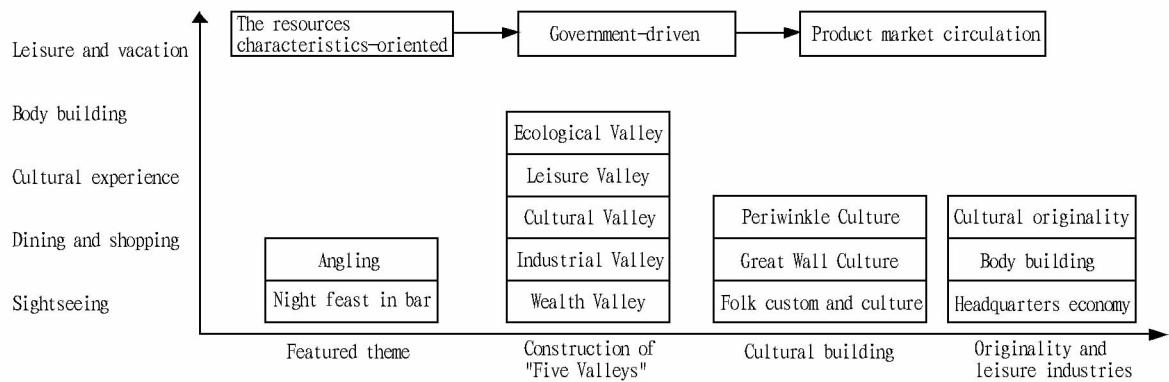 The resources
characteristics-oriented
Government-driven
Product market circulation
Leisure and vacation
Body building
Cultural experience
Dining and shopping
Sightseeing
Angling
Night feast in bar
Ecological Valley
Leisure Valley
Cultural Valley
Industrial Valley
Wealth Valley
Periwinkle Culture
Great Wall Culture
Folk custom and culture
Cultural originality
Body building
Headquarters economy
Featured theme
Construction of
"Five Valleys"
Cultural building
Originality and
leisure industries